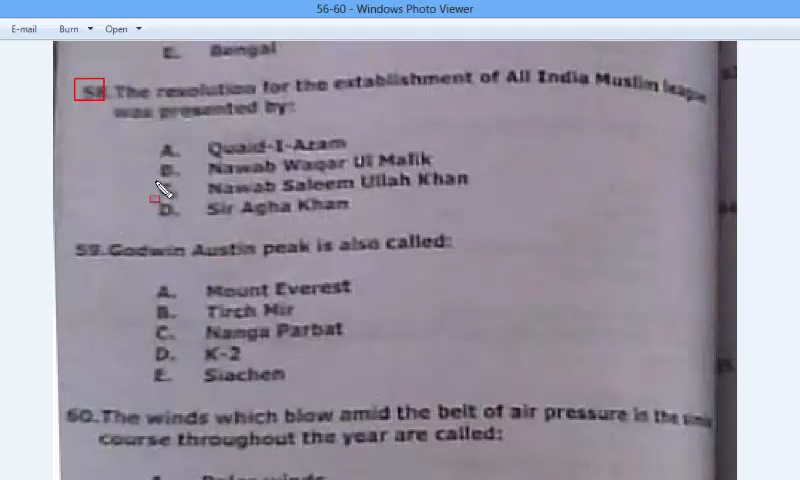 56-60 - Windows Photo Viewer
E-mail Burn Open
E. Bengal
58. The resolution for the establishment of All India Muslim league
was presented by:
A. Quaid-I-Azam
B. Nawab Waqar Ul Malik
Nawab Saleem Ullah Khan
D. Sir Agha Khan
59. Godwin Austin peak is also called:
A. Mount Everest
B. Tirch Mir
C. Nanga Parbat
D. K-2
E. Siachen
60. The winds which blow amid the belt of air pressure in the same
course throughout the year are called:
Polar winds